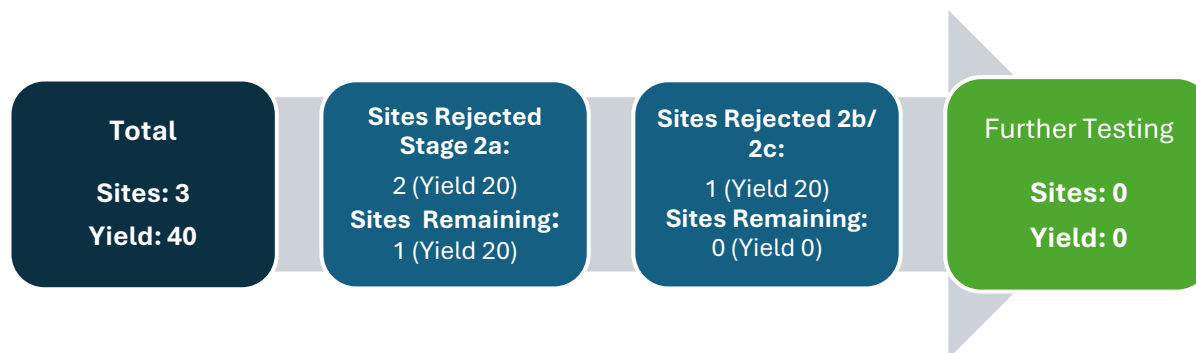 Total
Sites: 3
Yield: 40
Sites Rejected
Stage 2a:
2 (Yield 20)
Sites Remaining:
1 (Yield 20)
Sites Rejected 2b/
2c:
1 (Yield 20)
Sites Remaining:
0 (Yield 0)
Further Testing
Sites: 0
Yield: 0